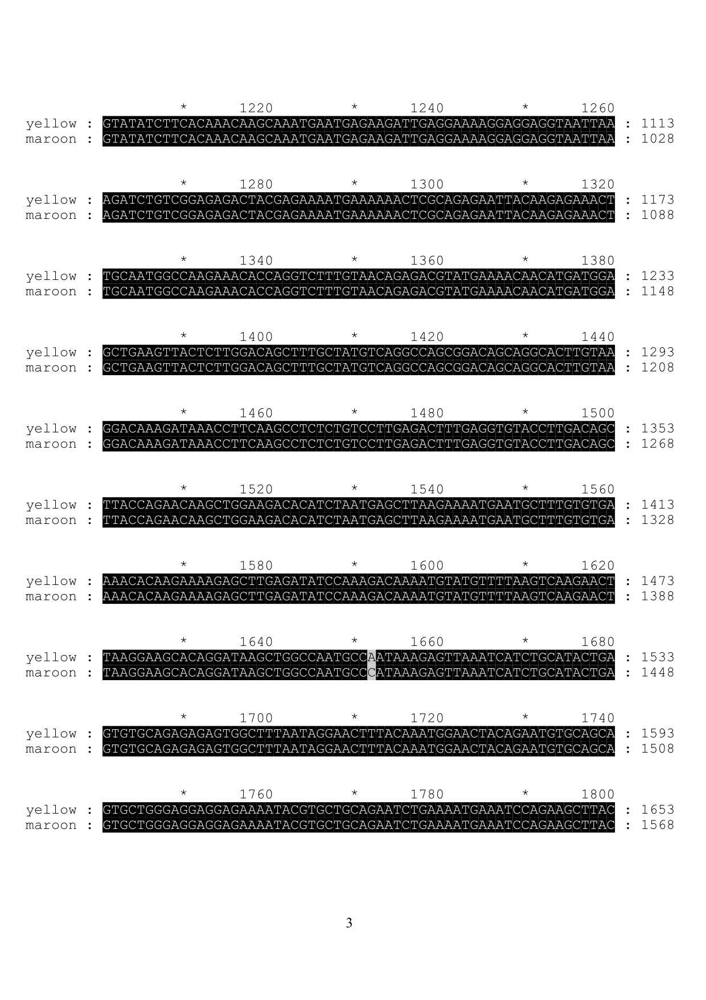 * 1220 * 1240 * 1260
yellow : GTATATCTTCACAAACAAGCAAATGAATGAGAAGATTGAGGAAAAGGAGGAGGTAATTAA : 1113
maroon : GTATATCTTCACAAACAAGCAAATGAATGAGAAGATTGAGGAAAAGGAGGAGGTAATTAA : 1028
* 1280 * 1300 * 1320
yellow : AGATCTGTCGGAGAGACTACGAGAAAATGAAAAAACTCGCAGAGAATTACAAGAGAAACT : 1173
maroon : AGATCTGTCGGAGAGACTACGAGAAAATGAAAAAACTCGCAGAGAATTACAAGAGAAACT : 1088
* 1340 * 1360 * 1380
yellow : TGCAATGGCCAAGAAACACCAGGTCTTTGTAACAGAGACGTATGAAAACAACATGATGGA : 1233
maroon : TGCAATGGCCAAGAAACACCAGGTCTTTGTAACAGAGACGTATGAAAACAACATGATGGA : 1148
* 1400 * 1420 * 1440
yellow : GCTGAAGTTACTCTTGGACAGCTTTGCTATGTCAGGCCAGCGGACAGCAGGCACTTGTAA : 1293
maroon : GCTGAAGTTACTCTTGGACAGCTTTGCTATGTCAGGCCAGCGGACAGCAGGCACTTGTAA : 1208
* 1460 * 1480 * 1500
yellow : GGACAAAGATAAACCTTCAAGCCTCTCTGTCCTTGAGACTTTGAGGTGTACCTTGACAGC : 1353
maroon : GGACAAAGATAAACCTTCAAGCCTCTCTGTCCTTGAGACTTTGAGGTGTACCTTGACAGC : 1268
* 1520 * 1540 * 1560
yellow : TTACCAGAACAAGCTGGAAGACACATCTAATGAGCTTAAGAAAATGAATGCTTTGTGTGA : 1413
maroon : TTACCAGAACAAGCTGGAAGACACATCTAATGAGCTTAAGAAAATGAATGCTTTGTGTGA : 1328
* 1580 * 1600 * 1620
yellow : AAACACAAGAAAAGAGCTTGAGATATCCAAAGACAAAATGTATGTTTTAAGTCAAGAACT : 1473
maroon : AAACACAAGAAAAGAGCTTGAGATATCCAAAGACAAAATGTATGTTTTAAGTCAAGAACT : 1388
* 1640 * 1660 * 1680
yellow : TAAGGAAGCACAGGATAAGCTGGCCAATGCCAATAAAGAGTTAAATCATCTGCATACTGA : 1533
maroon : TAAGGAAGCACAGGATAAGCTGGCCAATGCCCATAAAGAGTTAAATCATCTGCATACTGA : 1448
* 1700 * 1720 * 1740
yellow : GTGTGCAGAGAGAGTGGCTTTAATAGGAACTTTACAAATGGAACTACAGAATGTGCAGCA : 1593
maroon : GTGTGCAGAGAGAGTGGCTTTAATAGGAACTTTACAAATGGAACTACAGAATGTGCAGCA : 1508
* 1760 * 1780 * 1800
yellow : GTGCTGGGAGGAGGAGAAAATACGTGCTGCAGAATCTGAAAATGAAATCCAGAAGCTTAC : 1653
maroon : GTGCTGGGAGGAGGAGAAAATACGTGCTGCAGAATCTGAAAATGAAATCCAGAAGCTTAC : 1568
3